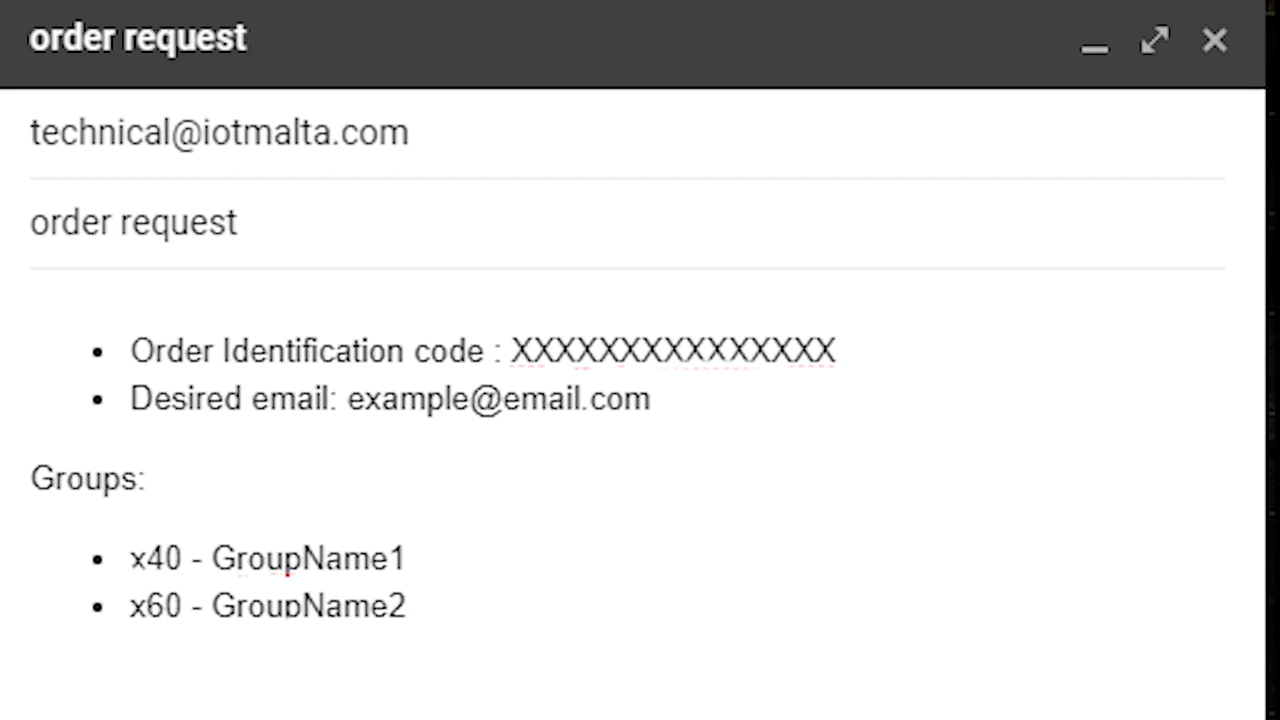 order request
technical@iotmalta.com
order request
• Order Identification code : XXXXXXXXXXXXXXX
• Desired email: example@email.com
Groups:
• x40 - GroupName1
• x60 - GroupName2